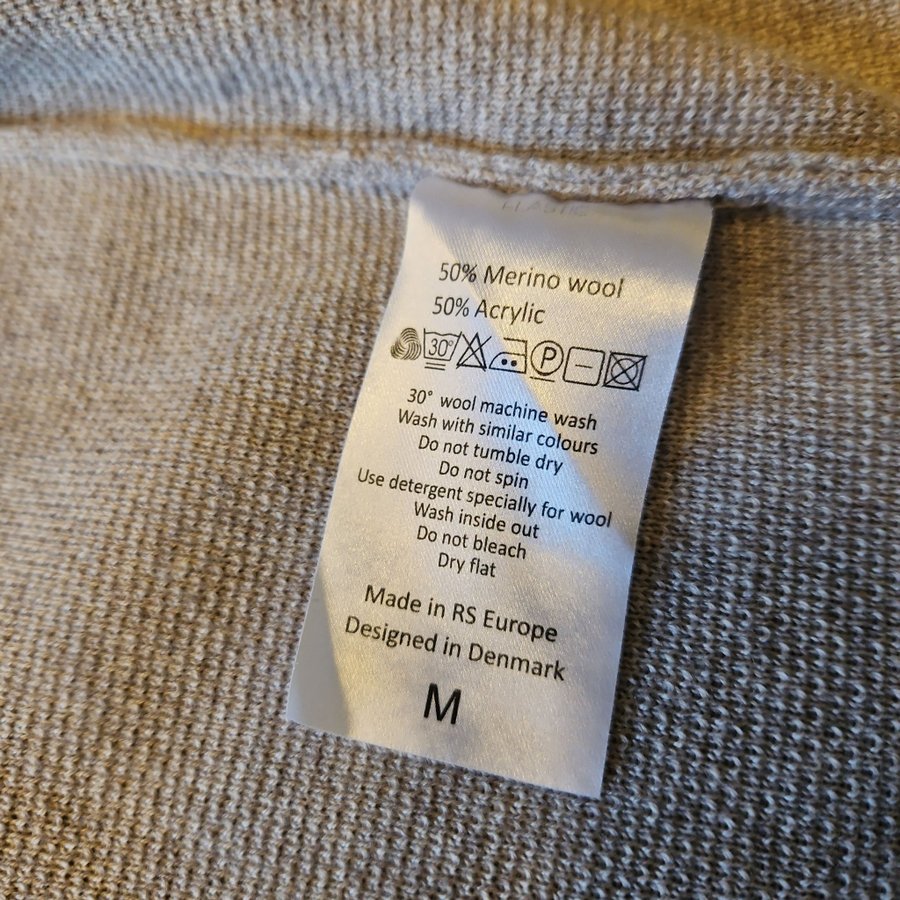 50% Merino wool
50% Acrylic
30° P
30° wool machine wash
Wash with similar colours
Do not tumble dry
Do not spin
Use detergent specially for wool
Wash inside out
Do not bleach
Dry flat
Made in RS Europe
Designed in Denmark
M